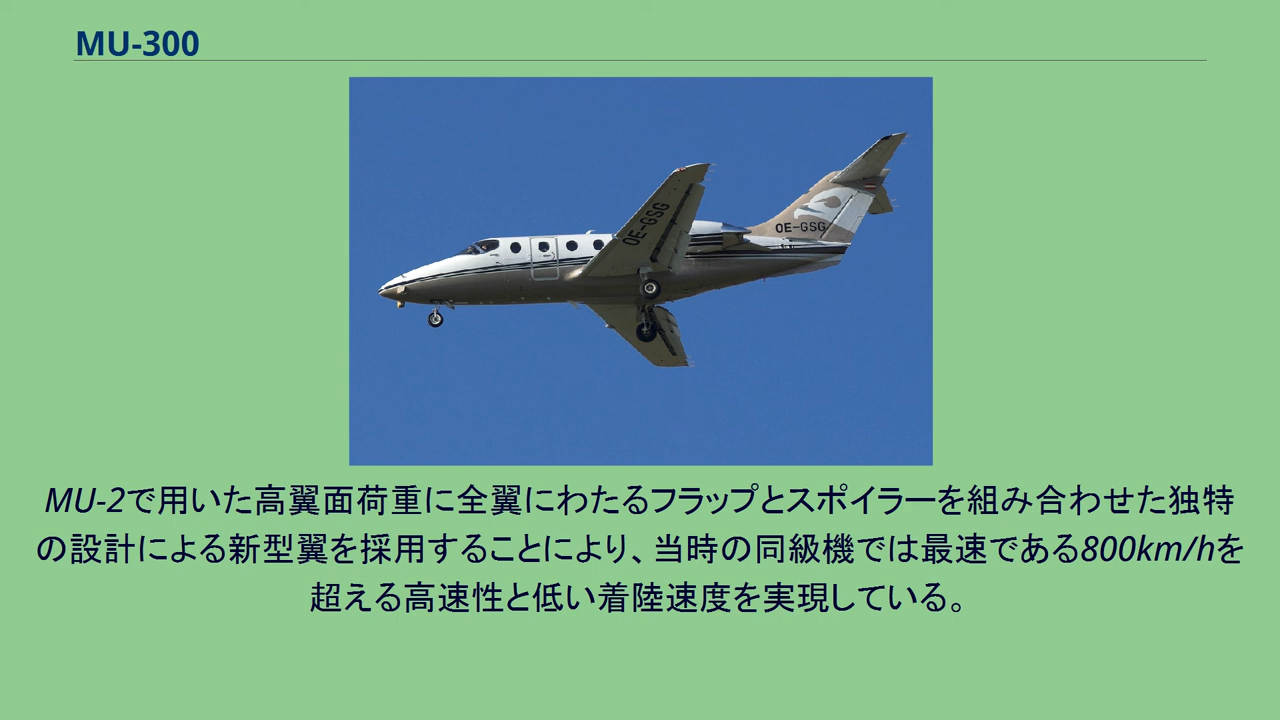 MU-300
OE-GSG
OE-GSG
MU-2で用いた高翼面荷重に全翼にわたるフラップとスポイラーを組み合わせた独特
の設計による新型翼を採用することにより、当時の同級機では最速である800km/hを
超える高速性と低い着陸速度を実現している。